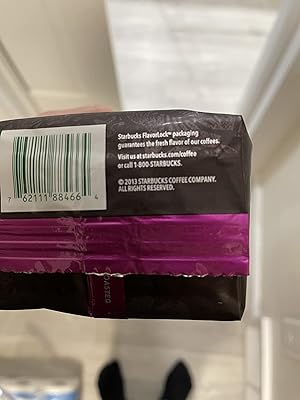 Starbucks FlavorLock™ packaging
guarantees the fresh flavor of our coffees.
Visit us at starbucks.com/coffee
or call 1-800-STARBUCKS.
© 2013 STARBUCKS COFFEE COMPANY.
ALL RIGHTS RESERVED.
7 62111 88466 4
ROASTED